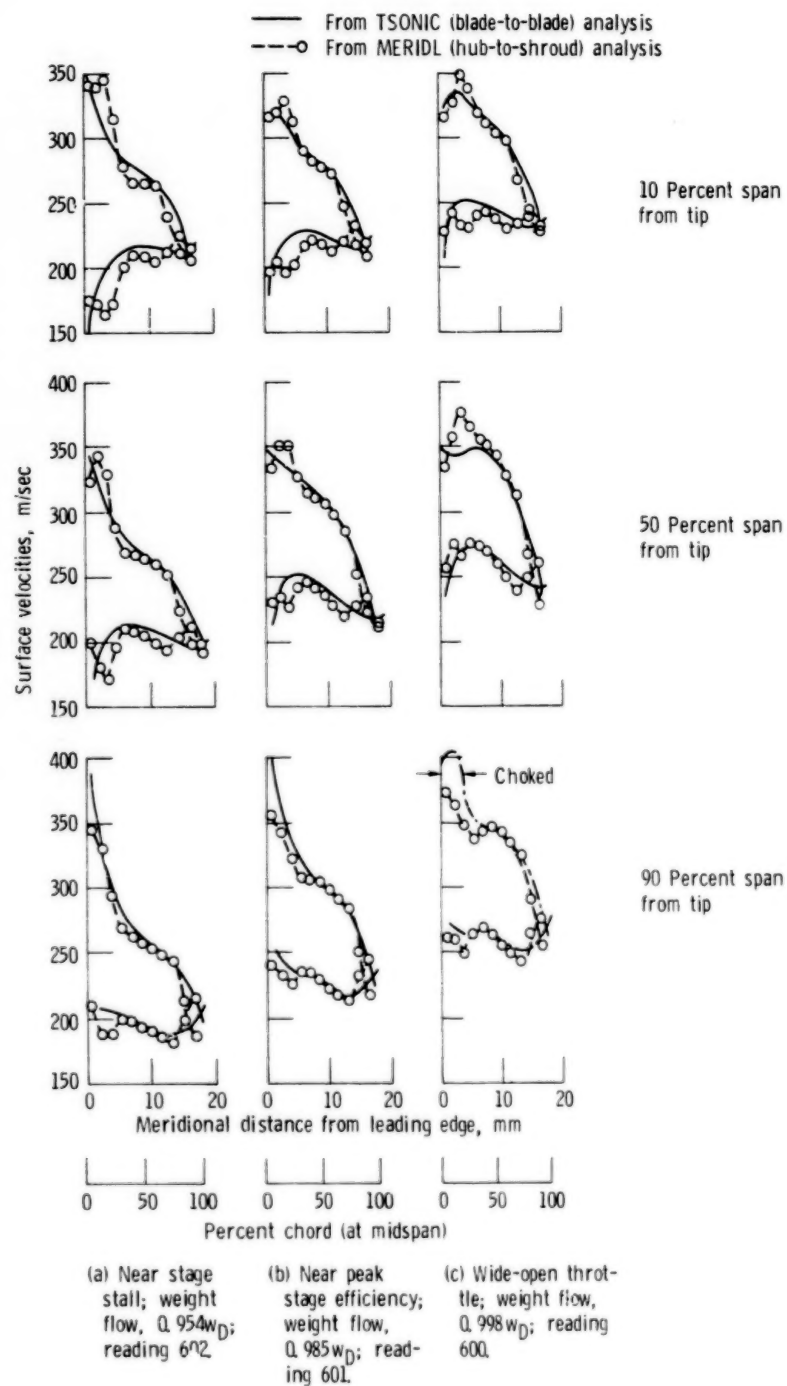 From TSONIC (blade-to-blade) analysis
From MERIDL (hub-to-shroud) analysis
350
300
250
200
150
10 Percent span
from tip
400
350
300
250
200
150
50 Percent span
from tip
Surface velocities, m/sec
400
350
300
250
200
150
Choked
90 Percent span
from tip
0 10 20 0 10 20 0 10 20
Meridional distance from leading edge, mm
0 50 100 0 50 100 0 50 100
Percent chord (at midspan)
(a) Near stage
stall; weight
flow, 0.954wD;
reading 602.
(b) Near peak
stage efficiency;
weight flow,
0.985wD; read-
ing 601.
(c) Wide-open throt-
tle; weight flow,
0.998wD; reading
600.